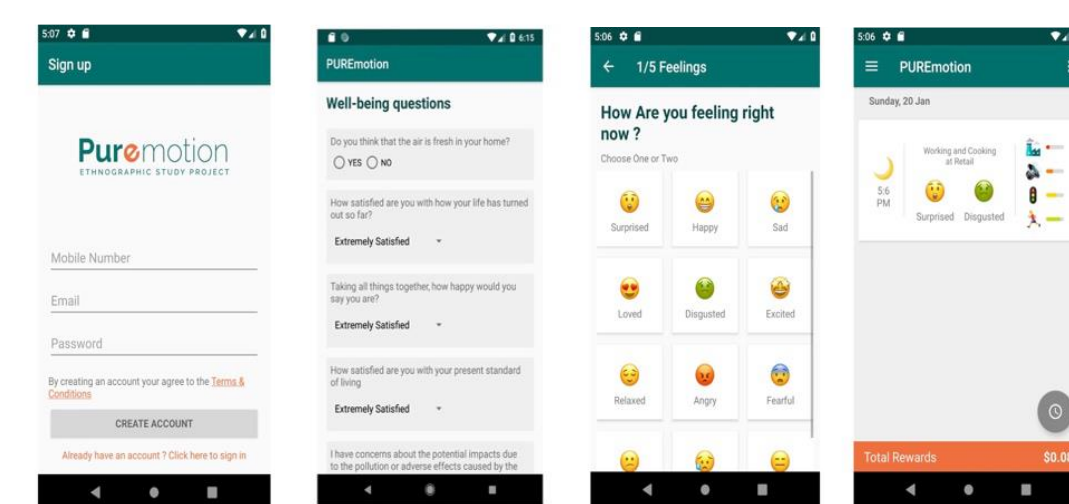 5:07
Sign up
Puremotion
ETHNOGRAPHIC STUDY PROJECT
Mobile Number
Email
Password
By creating an account your agree to the Terms &
Conditions
CREATE ACCOUNT
Already have an account ? Click here to sign in
6:15
PUREmotion
Well-being questions
Do you think that the air is fresh in your home?
YES NO
How satisfied are you with how your life has turned
out so far?
Extremely Satisfied
Taking all things together, how happy would you
say you are?
Extremely Satisfied
How satisfied are you with your present standard
of living
Extremely Satisfied
I have concerns about the potential impacts due
to the pollution or adverse effects caused by the
5:06
1/5 Feelings
How Are you feeling right
now ?
Choose One or Two
Surprised Happy Sad
Loved Disgusted Excited
Relaxed Angry Fearful
5:06
PUREmotion
Sunday, 20 Jan
Working and Cooking
at Retail
5:6
PM
Surprised Disgusted
Total Rewards $0.08